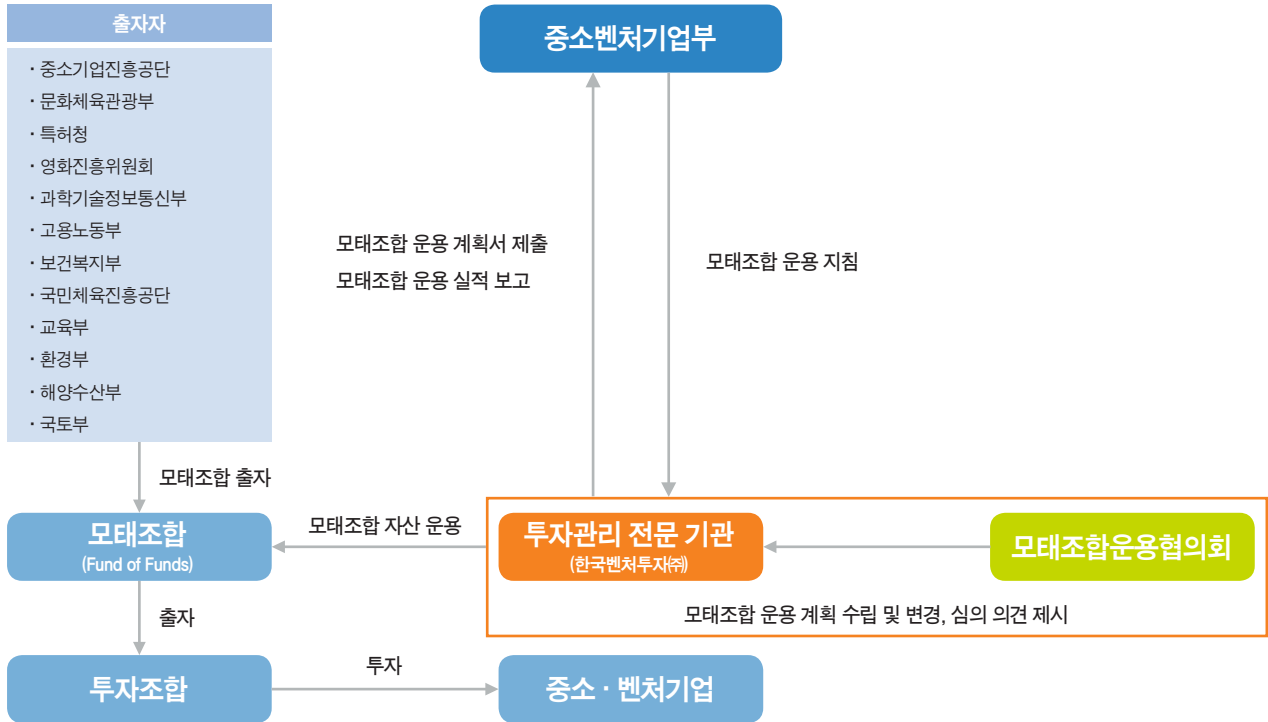 출자자
· 중소기업진흥공단
· 문화체육관광부
· 특허청
· 영화진흥위원회
· 과학기술정보통신부
· 고용노동부
· 보건복지부
· 국민체육진흥공단
· 교육부
· 환경부
· 해양수산부
· 국토부
중소벤처기업부
모태조합 운용 계획서 제출
모태조합 운용 실적 보고
모태조합 운용 지침
모태조합 출자
모태조합
(Fund of Funds)
모태조합 자산 운용
투자관리 전문 기관
(한국벤처투자㈜)
모태조합운용협의회
모태조합 운용 계획 수립 및 변경, 심의 의견 제시
출자
투자조합
투자
중소 · 벤처기업